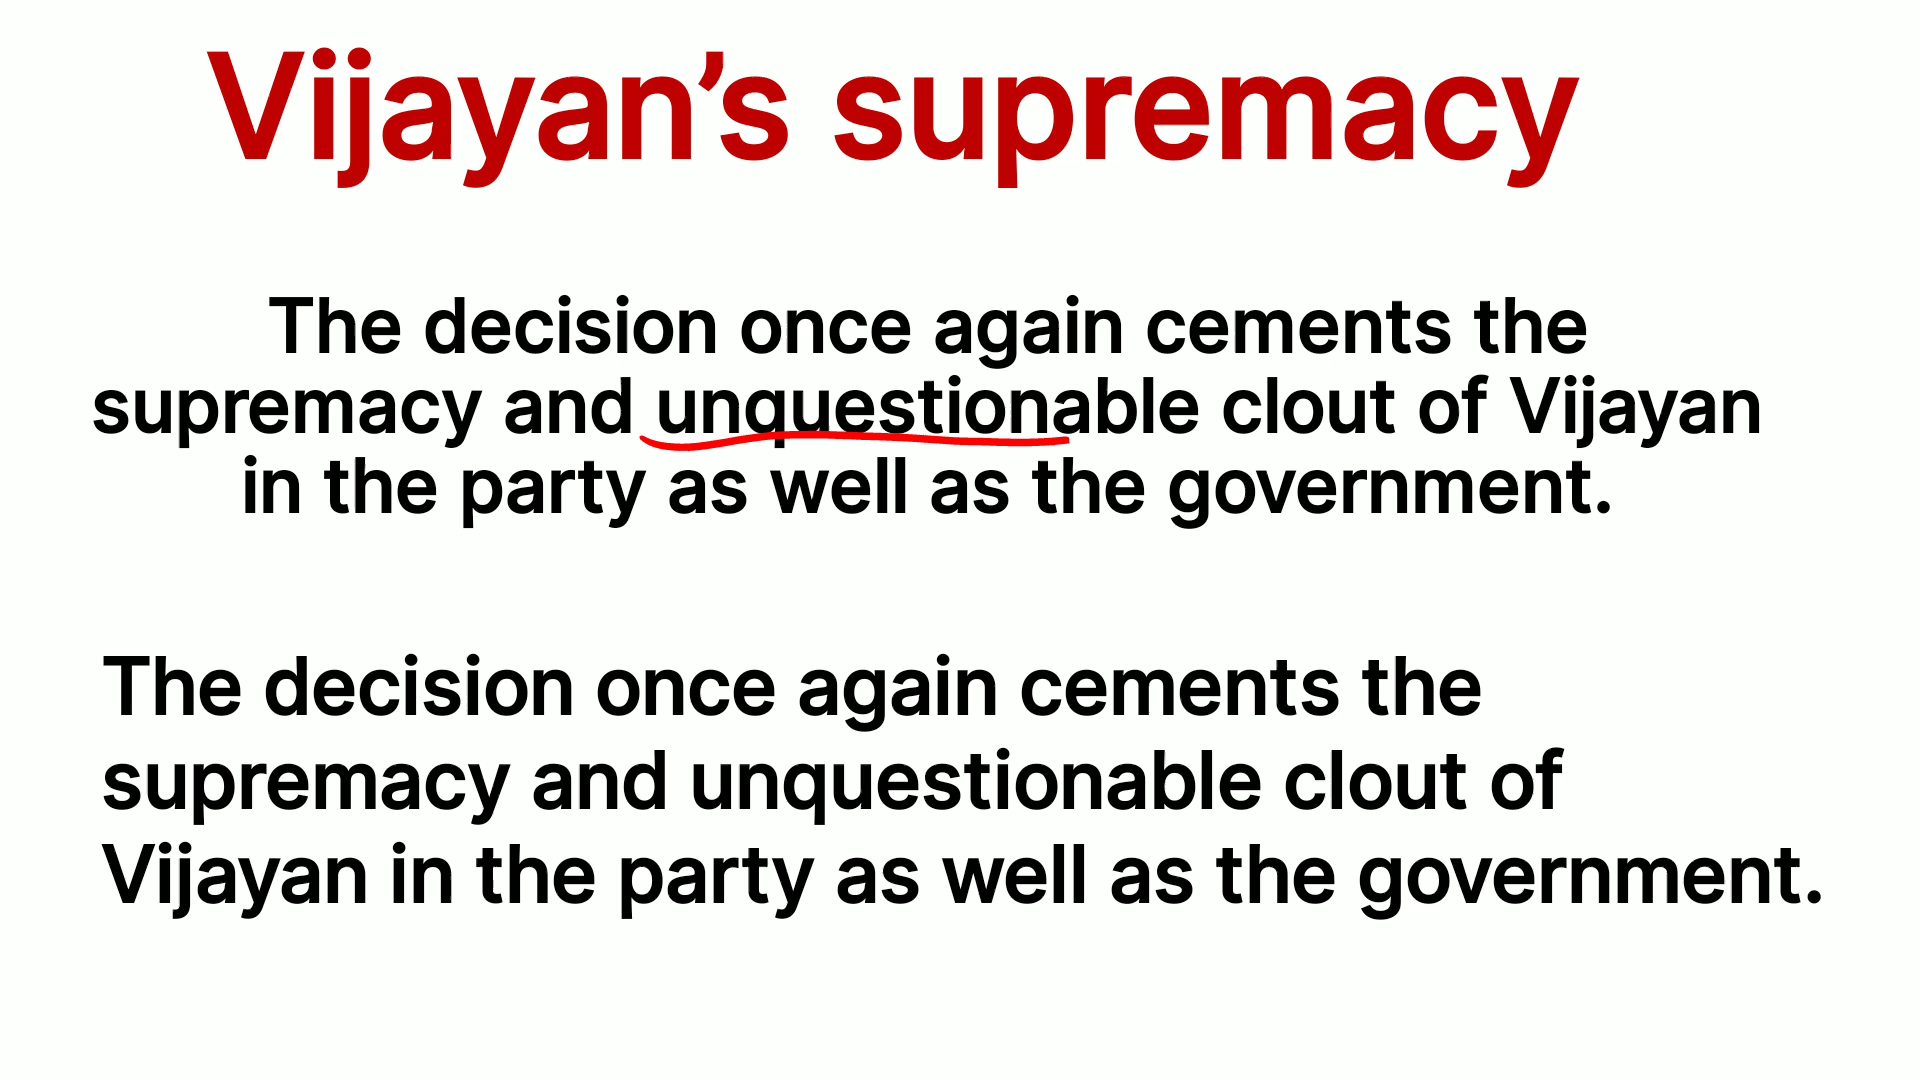 Vijayan’s supremacy
The decision once again cements the
supremacy and unquestionable clout of Vijayan
in the party as well as the government.
The decision once again cements the
supremacy and unquestionable clout of
Vijayan in the party as well as the government.